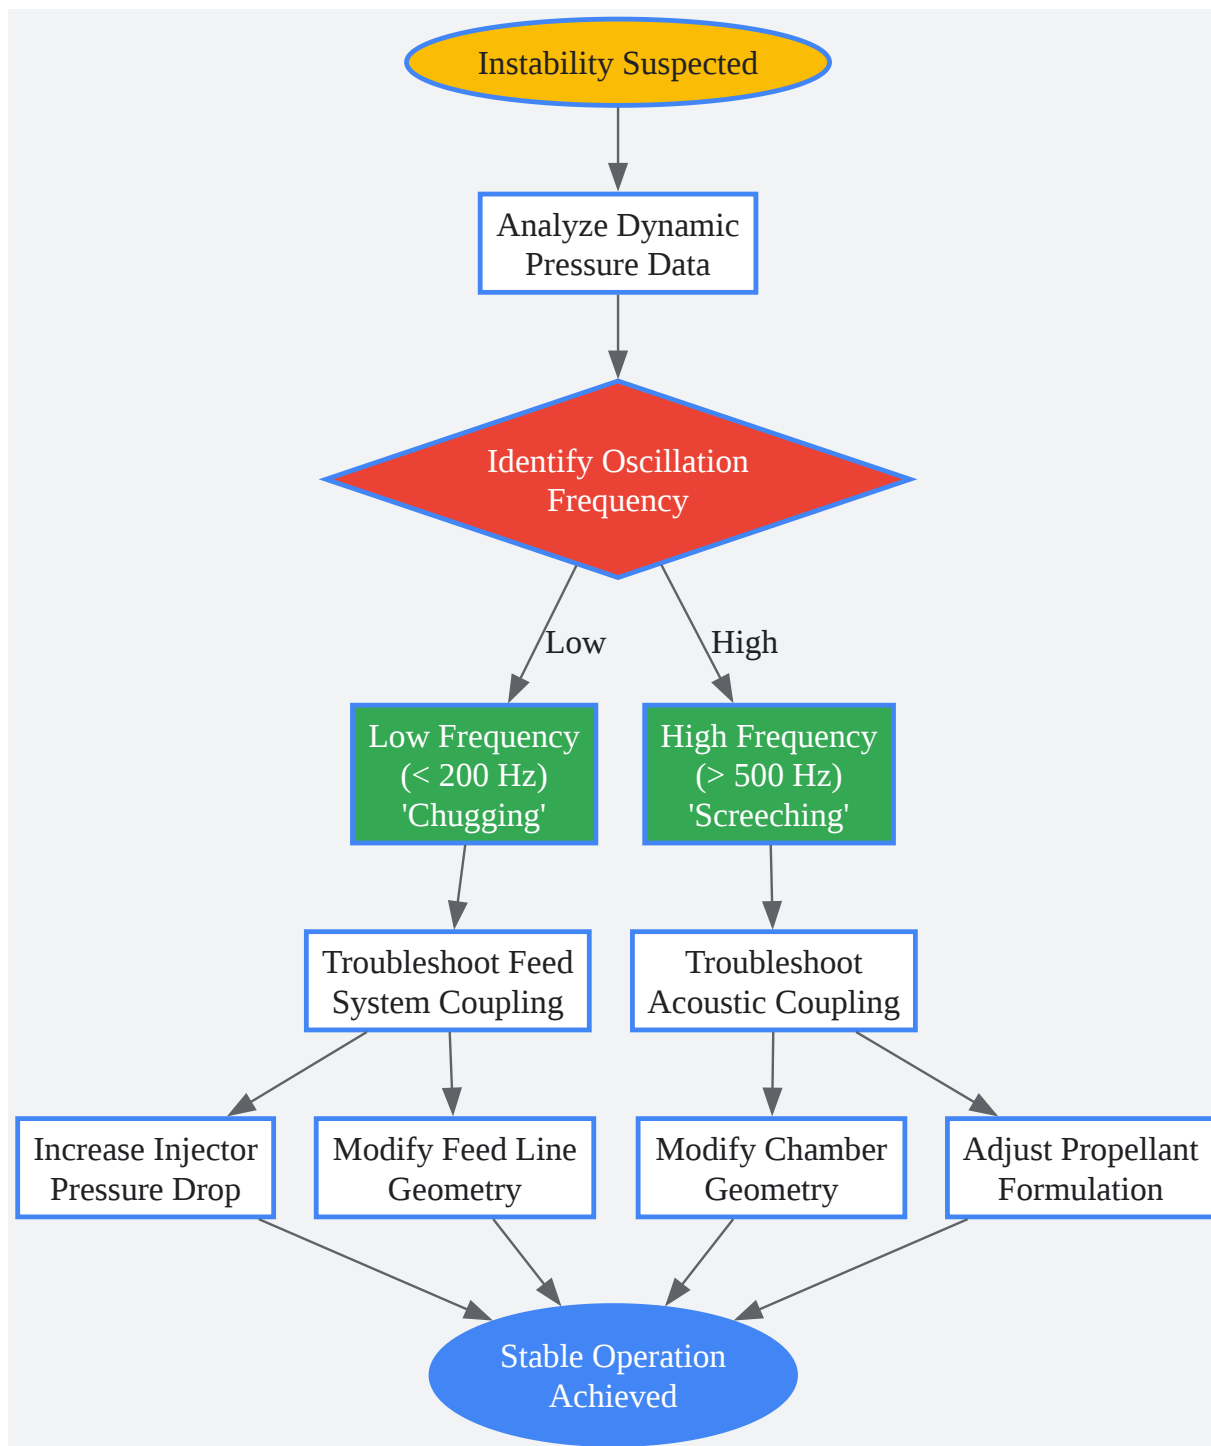 Instability Suspected
Analyze Dynamic
Pressure Data
Identify Oscillation
Frequency
Low
High
Low Frequency
(< 200 Hz)
'Chugging'
High Frequency
(> 500 Hz)
'Screeching'
Troubleshoot Feed
System Coupling
Troubleshoot
Acoustic Coupling
Increase Injector
Pressure Drop
Modify Feed Line
Geometry
Modify Chamber
Geometry
Adjust Propellant
Formulation
Stable Operation
Achieved